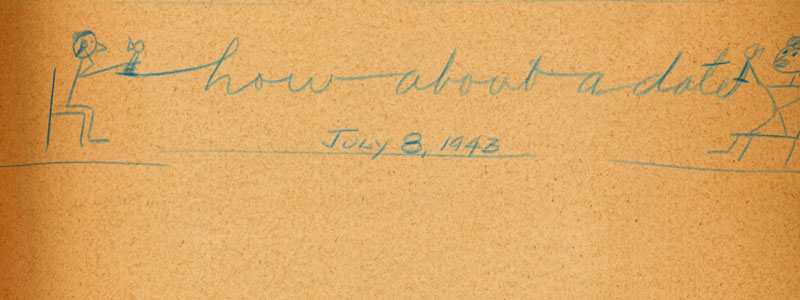 how about a date
July 8, 1943